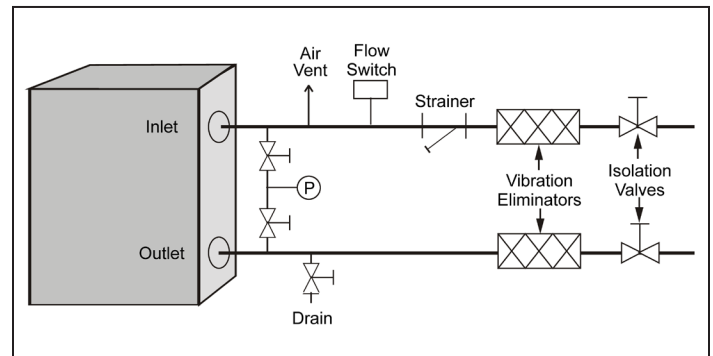 Air
Vent
Flow
Switch
Strainer
Inlet
P
Vibration
Eliminators
Isolation
Valves
Outlet
Drain